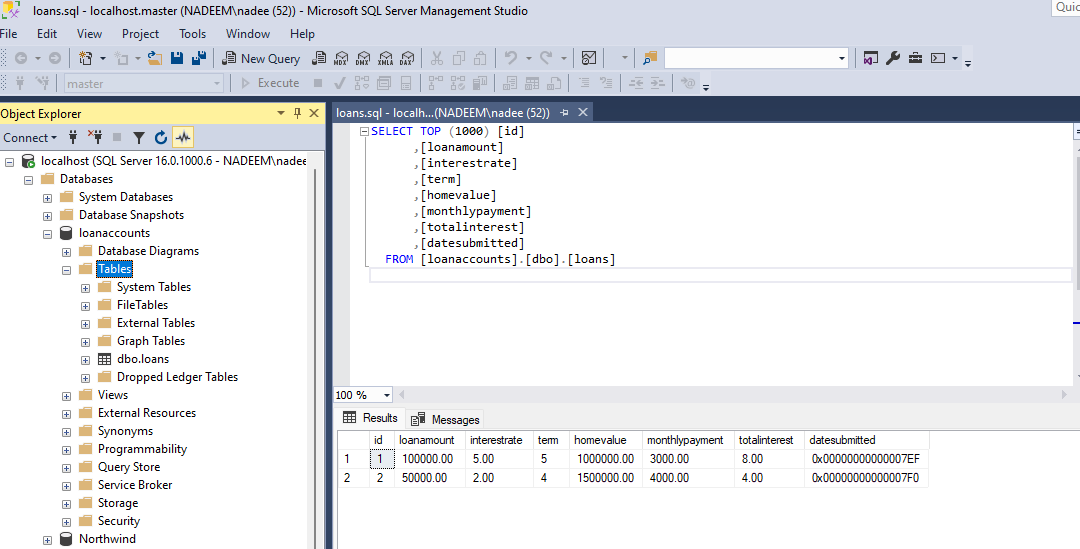 loans.sql - localhost.master (NADEEM\nadee (52)) - Microsoft SQL Server Management Studio
Quic
File Edit View Project Tools Window Help
New Query MDX DMX XMLA DAX
master Execute
Object Explorer
Connect
localhost (SQL Server 16.0.1000.6 - NADEEM\nadee
Databases
System Databases
Database Snapshots
loanaccounts
Database Diagrams
Tables
System Tables
FileTables
External Tables
Graph Tables
dbo.loans
Dropped Ledger Tables
Views
External Resources
Synonyms
Programmability
Query Store
Service Broker
Storage
Security
Northwind
loans.sql - localh...(NADEEM\nadee (52))
SELECT TOP (1000) [id]
,[loanamount]
,[interestrate]
,[term]
,[homevalue]
,[monthlypayment]
,[totalinterest]
,[datesubmitted]
FROM [loanaccounts].[dbo].[loans]
100 %
Results Messages
id loanamount interestrate term homevalue monthlypayment totalinterest datesubmitted
1 1 100000.00 5.00 5 1000000.00 3000.00 8.00 0x00000000000007EF
2 2 50000.00 2.00 4 1500000.00 4000.00 4.00 0x00000000000007F0